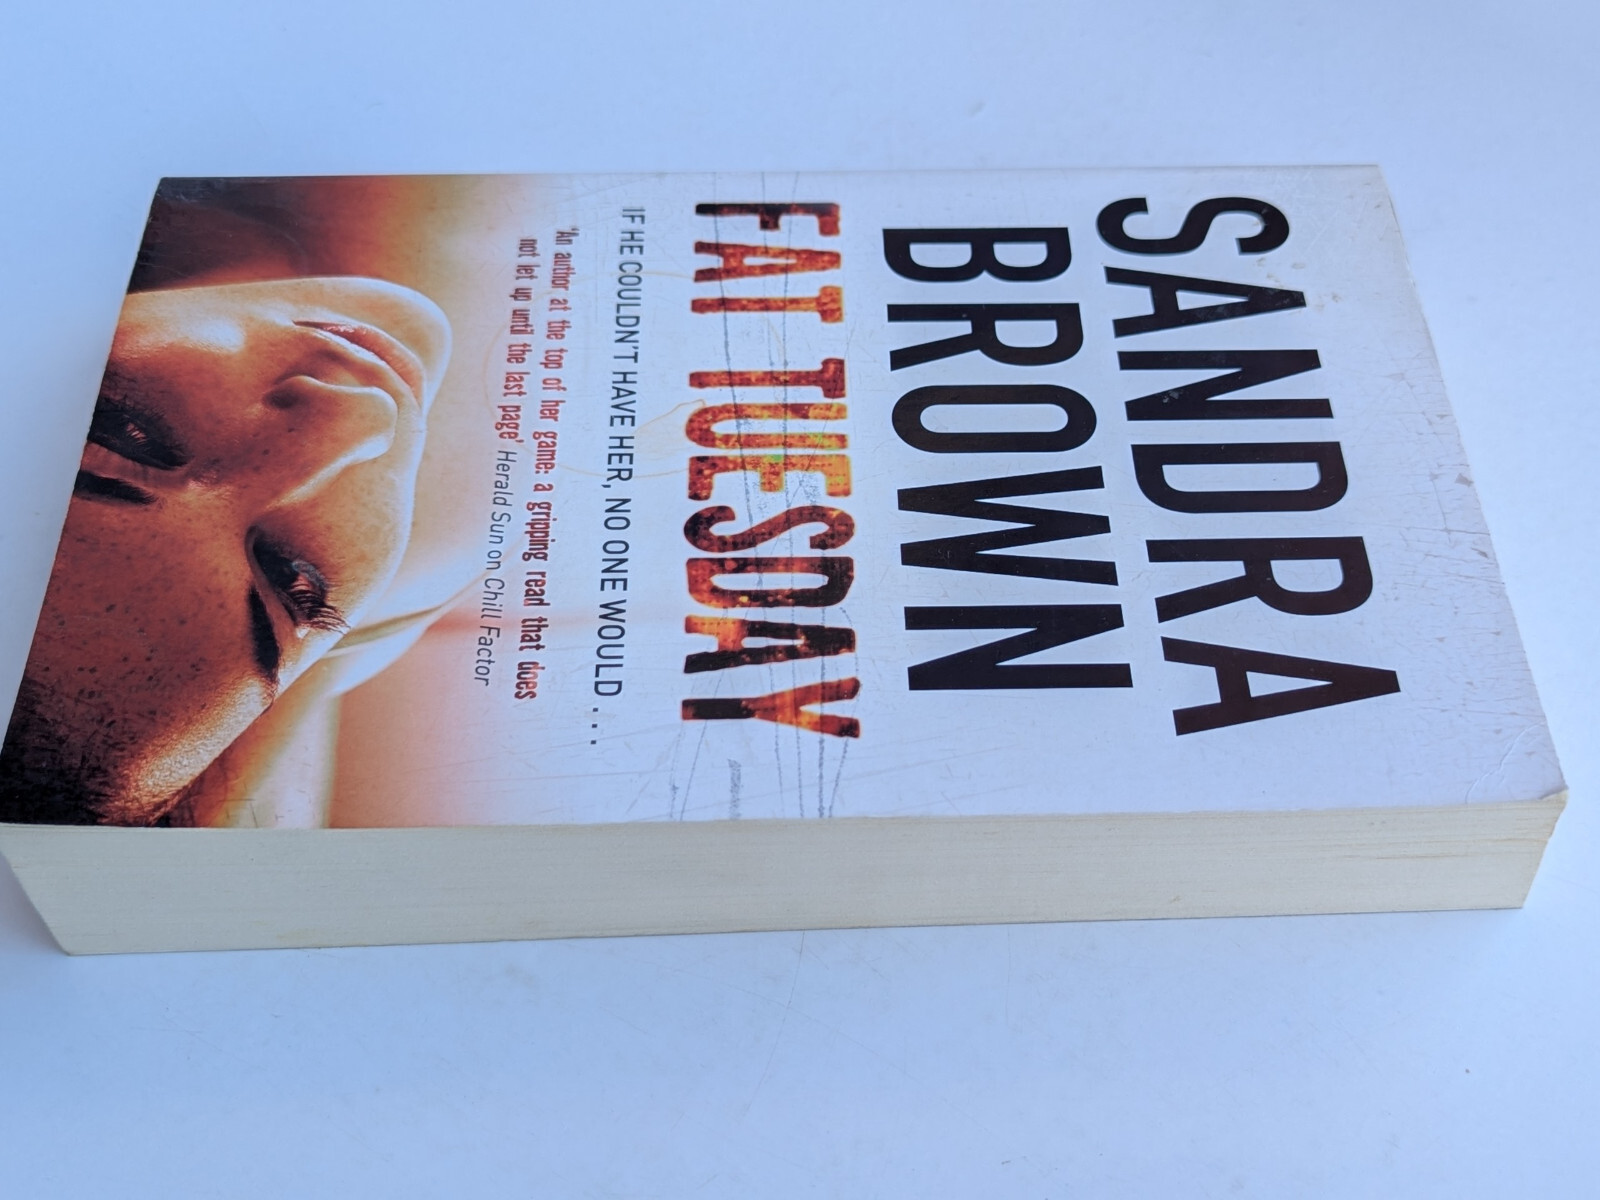 SANDRA
BROWN
FAT TUESDAY
IF HE COULDN'T HAVE HER, NO ONE WOULD . . .
'An author at the top of her game: a gripping read that does
not let up until the last page' Herald Sun on Chill Factor